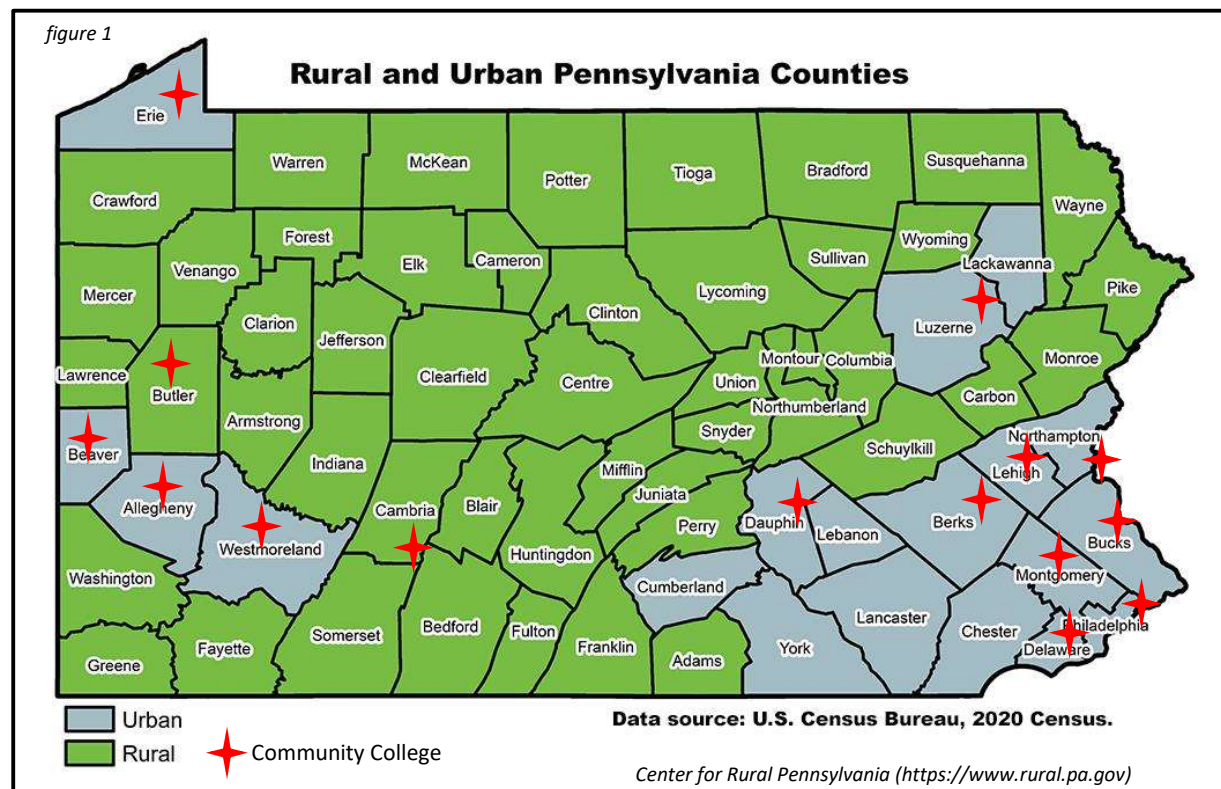 figure 1
Rural and Urban Pennsylvania Counties
Erie
Warren
McKean
Potter
Tioga
Bradford
Susquehanna
Crawford
Wayne
Forest
Wyoming
Venango
Elk
Cameron
Sullivan
Lackawanna
Mercer
Lycoming
Pike
Clarion
Clinton
Luzerne
Jefferson
Lawrence
Butler
Clearfield
Centre
Montour
Columbia
Monroe
Union
Carbon
Armstrong
Northumberland
Snyder
Northampton
Beaver
Schuylkill
Indiana
Mifflin
Lehigh
Allegheny
Juniata
Cambria
Blair
Perry
Dauphin
Lebanon
Berks
Bucks
Westmoreland
Huntingdon
Washington
Cumberland
Montgomery
Lancaster
Somerset
Bedford
Fulton
Franklin
Chester
Philadelphia
Fayette
Greene
Adams
York
Delaware
Urban
Data source: U.S. Census Bureau, 2020 Census.
Rural
Community College
Center for Rural Pennsylvania (https://www.rural.pa.gov)